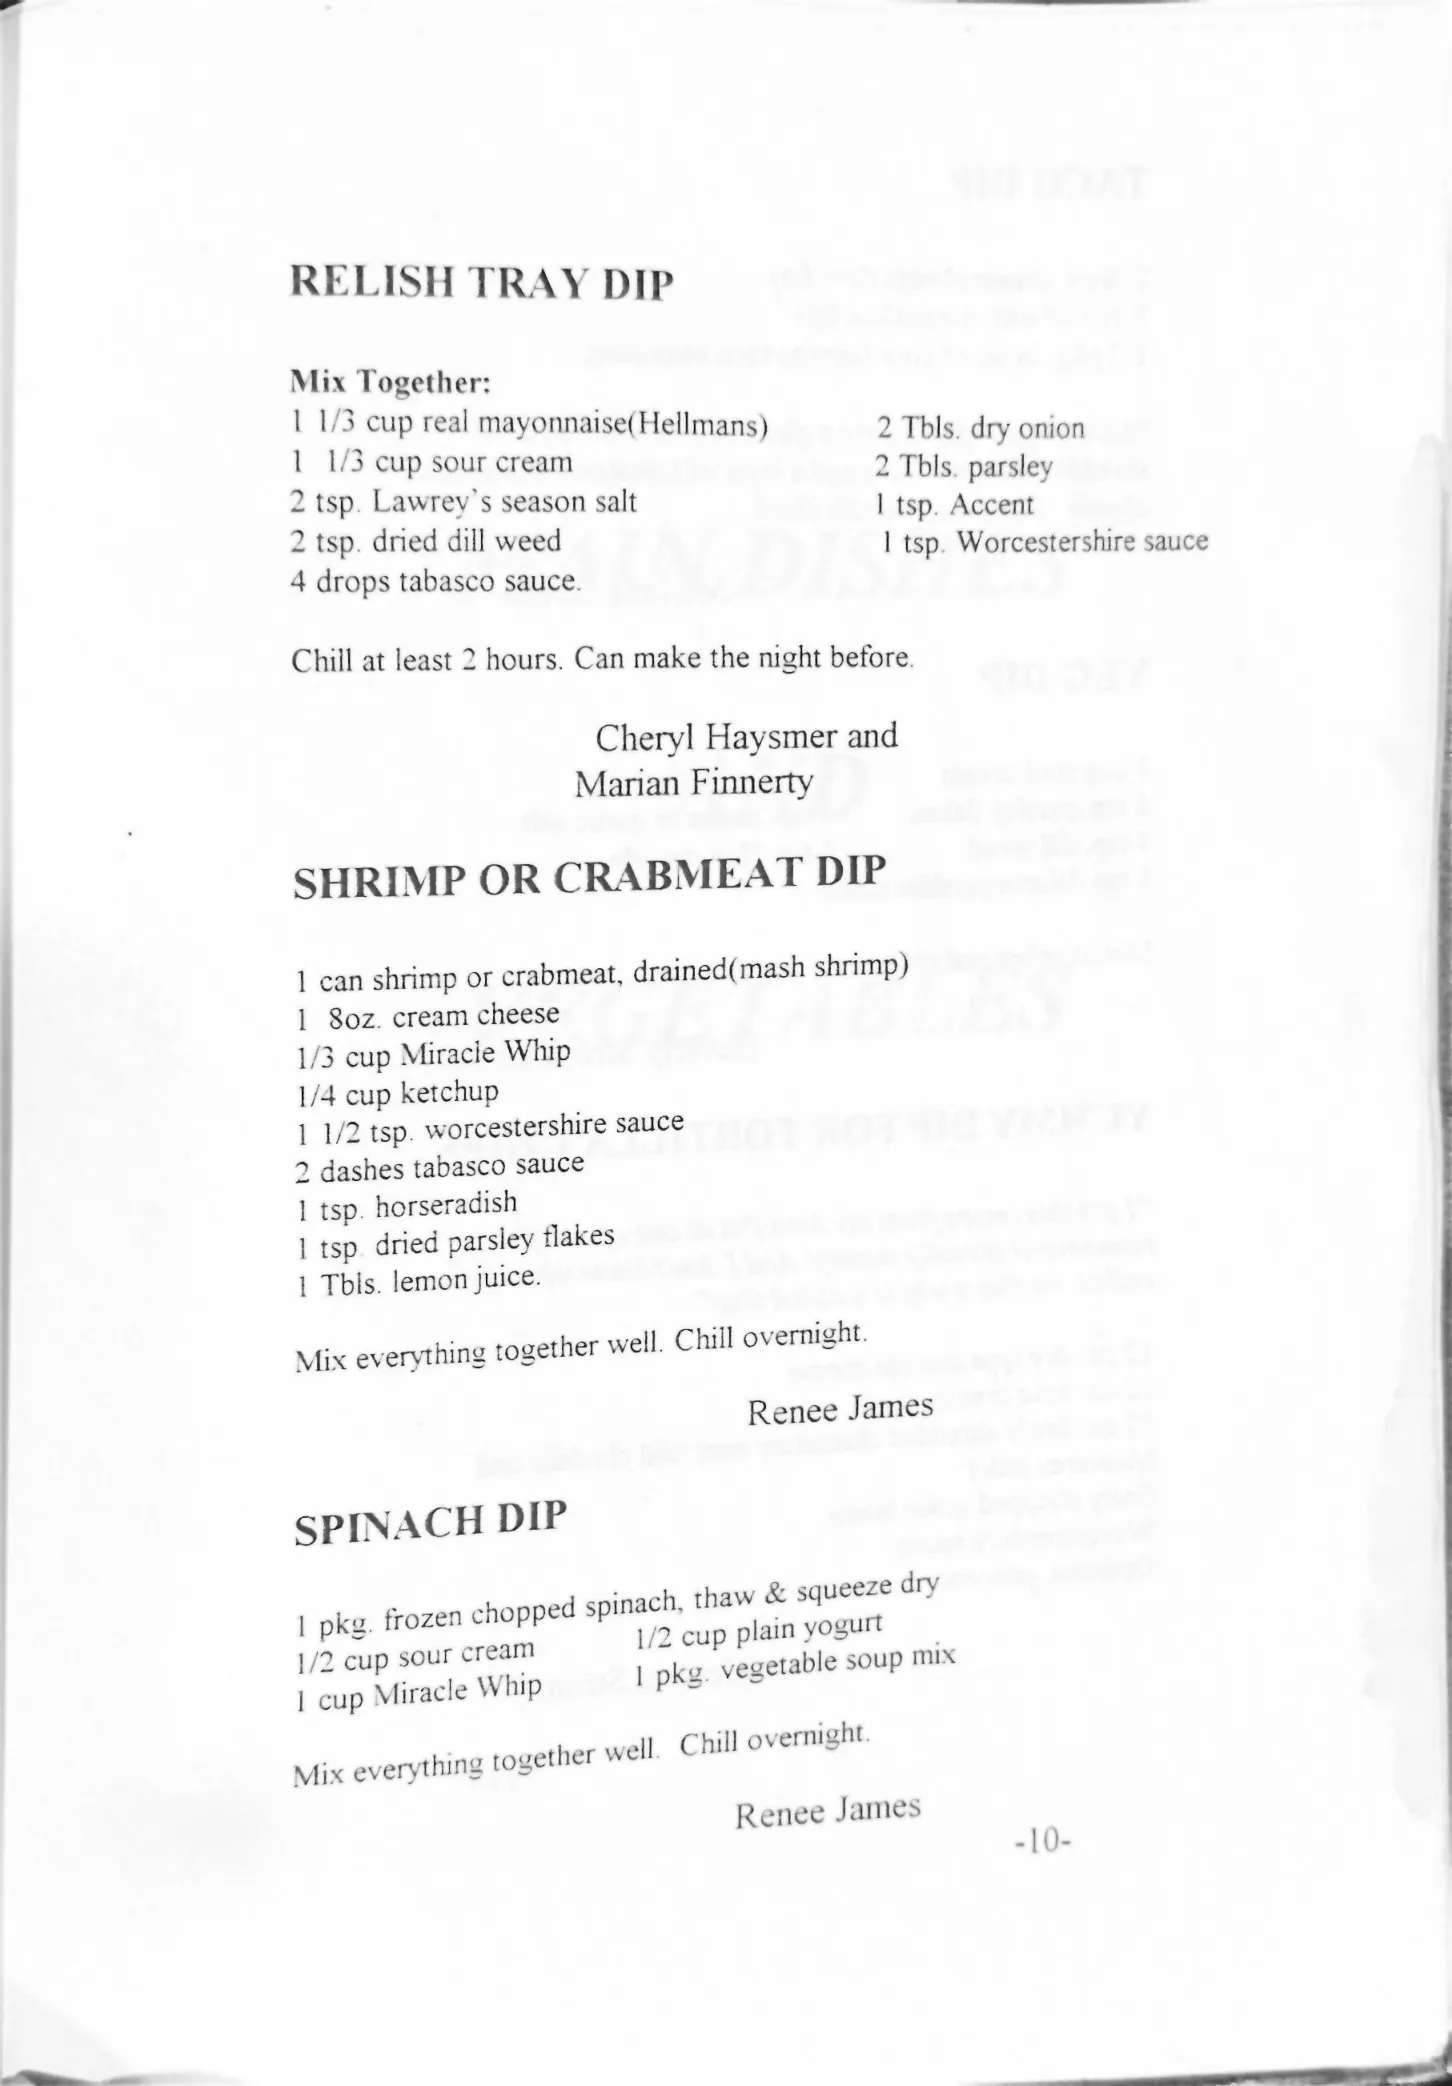 RELISH TRAY DIP
Mix Together:
1 1/3 cup real mayonnaise(Hellmans) 2 Tbls. dry onion
1 1/3 cup sour cream 2 Tbls. parsley
2 tsp. Lawrey's season salt 1 tsp. Accent
2 tsp. dried dill weed 1 tsp. Worcestershire sauce
4 drops tabasco sauce.
Chill at least 2 hours. Can make the night before.
Cheryl Haysmer and
Marian Finnerty
SHRIMP OR CRABMEAT DIP
1 can shrimp or crabmeat, drained(mash shrimp)
1 8oz. cream cheese
1/3 cup Miracle Whip
1/4 cup ketchup
1 1/2 tsp. worcestershire sauce
2 dashes tabasco sauce
1 tsp. horseradish
1 tsp. dried parsley flakes
1 Tbls. lemon juice.
Mix everything together well. Chill overnight.
Renee James
SPINACH DIP
1 pkg. frozen chopped spinach, thaw & squeeze dry
1/2 cup sour cream 1/2 cup plain yogurt
1 cup Miracle Whip 1 pkg. vegetable soup mix
Mix everything together well. Chill overnight.
Renee James
-10-